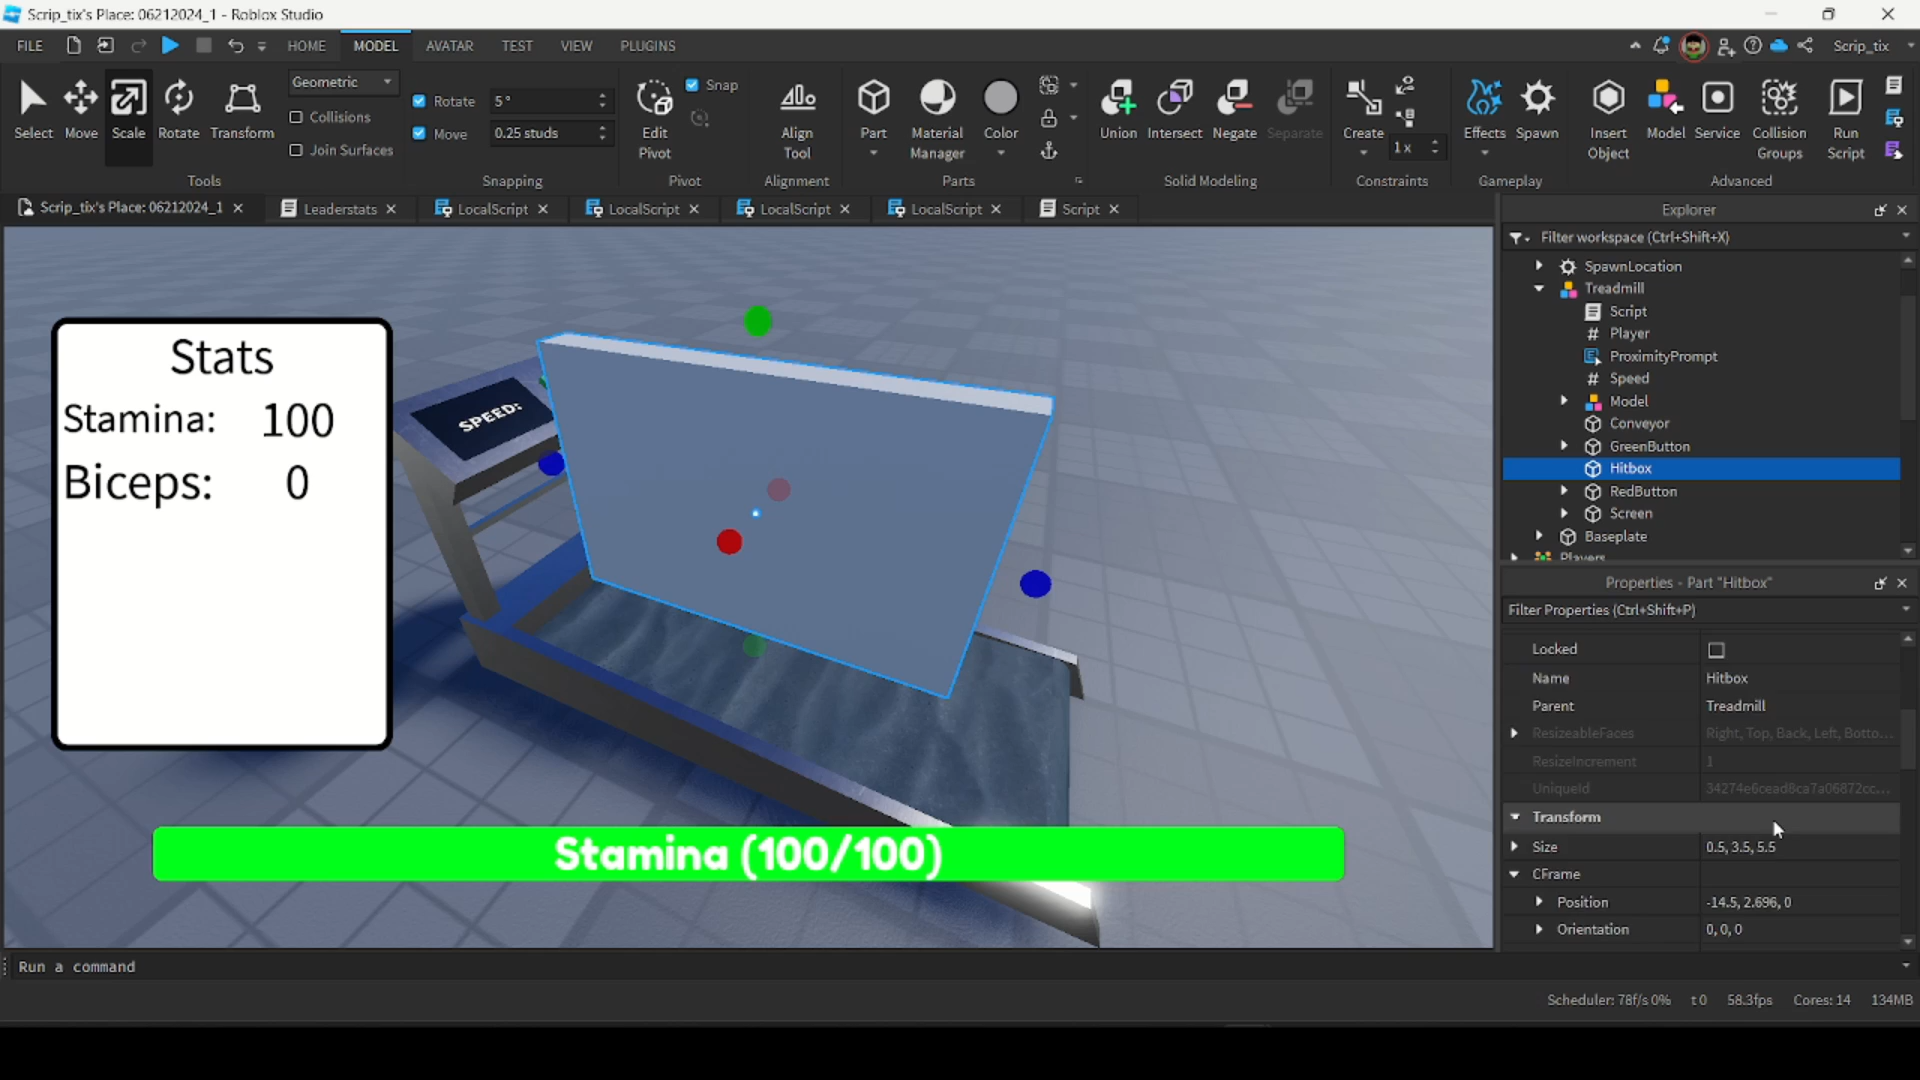 Scrip_tix's Place: 06212024_1 - Roblox Studio
FILE HOME MODEL AVATAR TEST VIEW PLUGINS Scrip_tix
Select Move Scale Rotate Transform
Geometric
Collisions
Join Surfaces
Tools
Rotate 5°
Move 0.25 studs
Snapping
Edit Pivot
Snap
Pivot
Align Tool
Alignment
Part
Material Manager
Color
Parts
Union Intersect Negate Separate
Solid Modeling
Create
1x
Constraints
Effects Spawn
Gameplay
Insert Object
Model
Service
Collision Groups
Run Script
Advanced
Scrip_tix's Place: 06212024_1 Leaderstats LocalScript LocalScript LocalScript LocalScript Script
Stats
Stamina: 100
Biceps: 0
SPEED:
Stamina (100/100)
Explorer
Filter workspace (Ctrl+Shift+X)
SpawnLocation
Treadmill
Script
Player
ProximityPrompt
Speed
Model
Conveyor
GreenButton
Hitbox
RedButton
Screen
Baseplate
Players
Properties - Part "Hitbox"
Filter Properties (Ctrl+Shift+P)
Locked
Name Hitbox
Parent Treadmill
ResizeableFaces Right, Top, Back, Left, Botto...
ResizeIncrement 1
UniqueId 34274e6cead8ca7a06872cc...
Transform
Size 0.5, 3.5, 5.5
CFrame
Position -14.5, 2.696, 0
Orientation 0, 0, 0
Run a command
Scheduler: 78f/s 0% t 0 58.3fps Cores: 14 134MB